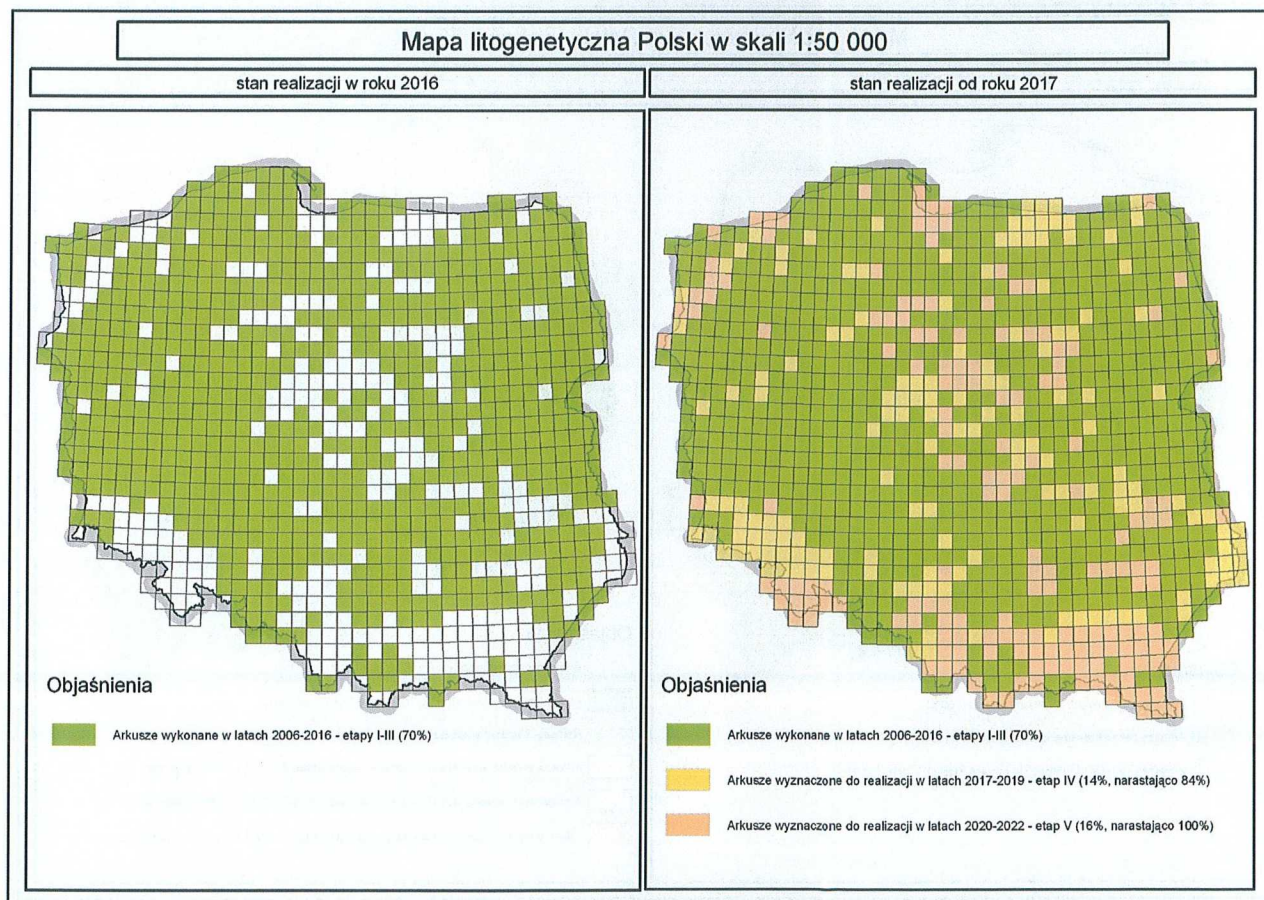 Mapa litogenetyczna Polski w skali 1:50 000
stan realizacji w roku 2016
stan realizacji od roku 2017
Objaśnienia
Arkusze wykonane w latach 2006-2016 - etapy I-III (70%)
Objaśnienia
Arkusze wykonane w latach 2006-2016 - etapy I-III (70%)
Arkusze wyznaczone do realizacji w latach 2017-2019 - etap IV (14%, narastająco 84%)
Arkusze wyznaczone do realizacji w latach 2020-2022 - etap V (16%, narastająco 100%)